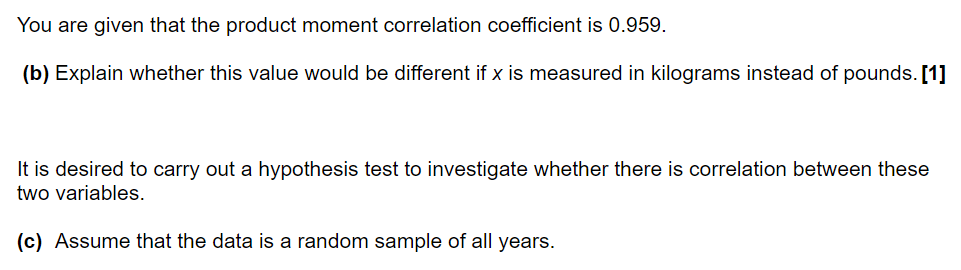 You are given that the product moment correlation coefficient is 0.959.
(b) Explain whether this value would be different if x is measured in kilograms instead of pounds. [1]
It is desired to carry out a hypothesis test to investigate whether there is correlation between these
two variables.
(c) Assume that the data is a random sample of all years.